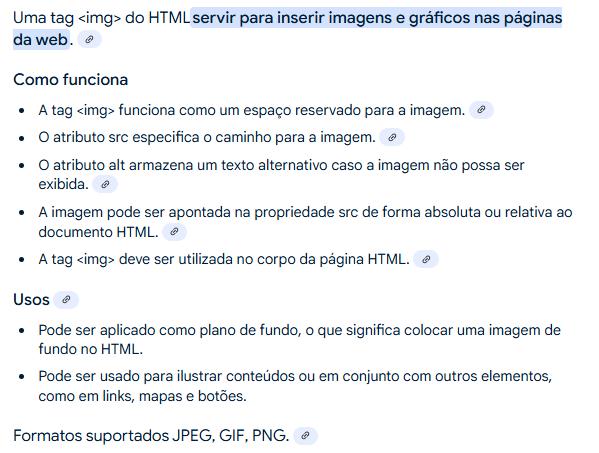 Uma tag <img> do HTML servir para inserir imagens e gráficos nas páginas
da web.
Como funciona
• A tag <img> funciona como um espaço reservado para a imagem.
• O atributo src especifica o caminho para a imagem.
• O atributo alt armazena um texto alternativo caso a imagem não possa ser
exibida.
• A imagem pode ser apontada na propriedade src de forma absoluta ou relativa ao
documento HTML.
• A tag <img> deve ser utilizada no corpo da página HTML.
Usos
• Pode ser aplicado como plano de fundo, o que significa colocar uma imagem de
fundo no HTML.
• Pode ser usado para ilustrar conteúdos ou em conjunto com outros elementos,
como em links, mapas e botões.
Formatos suportados JPEG, GIF, PNG.